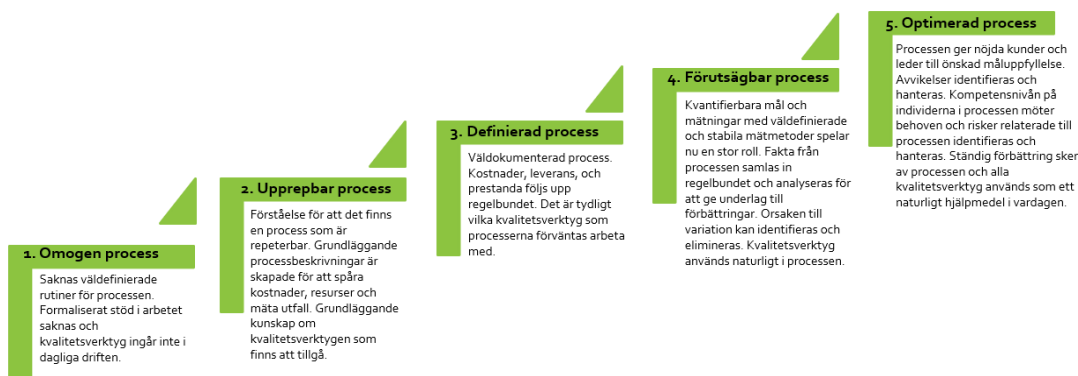 1. Omogen process
Saknas väldefinierade
rutiner för processen.
Formaliserat stöd i arbetet
saknas och
kvalitetsverktyg ingår inte i
dagliga driften.
2. Upprepbar process
Förståelse för att det finns
en process som är
repeterbar. Grundläggande
processbeskrivningar är
skapade för att spåra
kostnader, resurser och
mäta utfall. Grundläggande
kunskap om
kvalitetsverktygen som
finns att tillgå.
3. Definierad process
Väldokumenterad process.
Kostnader, leverans, och
prestanda följs upp
regelbundet. Det är tydligt
vilka kvalitetsverktyg som
processerna förväntas arbeta
med.
4. Förutsägbar process
Kvantifierbara mål och
mätningar med väldefinierade
och stabila mätmetoder spelar
nu en stor roll. Fakta från
processen samlas in
regelbundet och analyseras för
att ge underlag till
förbättringar. Orsaken till
variation kan identifieras och
elimineras. Kvalitetsverktyg
används naturligt i processen.
5. Optimerad process
Processen ger nöjda kunder och
leder till önskad måluppfyllelse.
Avvikelser identifieras och
hanteras. Kompetensnivån på
individerna i processen möter
behoven och risker relaterade till
processen identifieras och
hanteras. Ständig förbättring sker
av processen och alla
kvalitetsverktyg används som ett
naturligt hjälpmedel i vardagen.